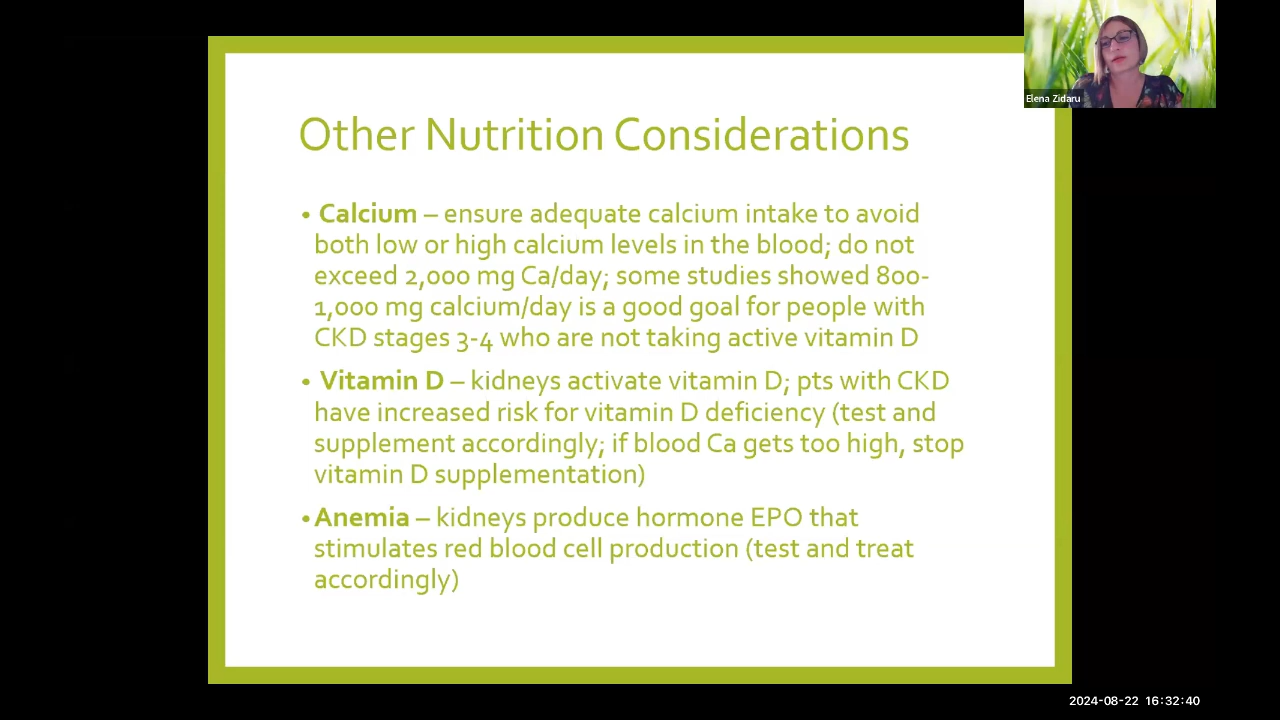 Elena Zidaru
Other Nutrition Considerations
• Calcium – ensure adequate calcium intake to avoid
both low or high calcium levels in the blood; do not
exceed 2,000 mg Ca/day; some studies showed 800-
1,000 mg calcium/day is a good goal for people with
CKD stages 3-4 who are not taking active vitamin D
• Vitamin D – kidneys activate vitamin D; pts with CKD
have increased risk for vitamin D deficiency (test and
supplement accordingly; if blood Ca gets too high, stop
vitamin D supplementation)
• Anemia – kidneys produce hormone EPO that
stimulates red blood cell production (test and treat
accordingly)
2024-08-22 16:32:40